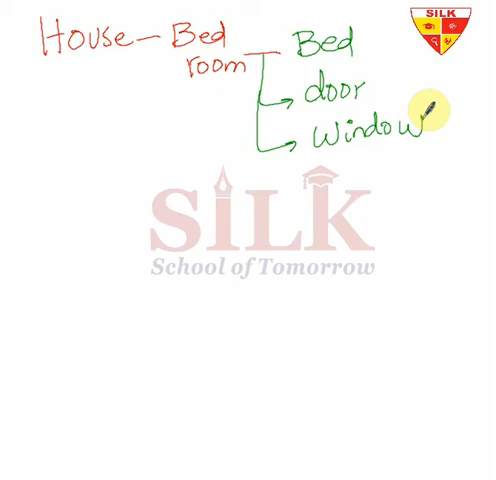 SILK
House - Bed room
Bed
door
window
SILK
School of Tomorrow